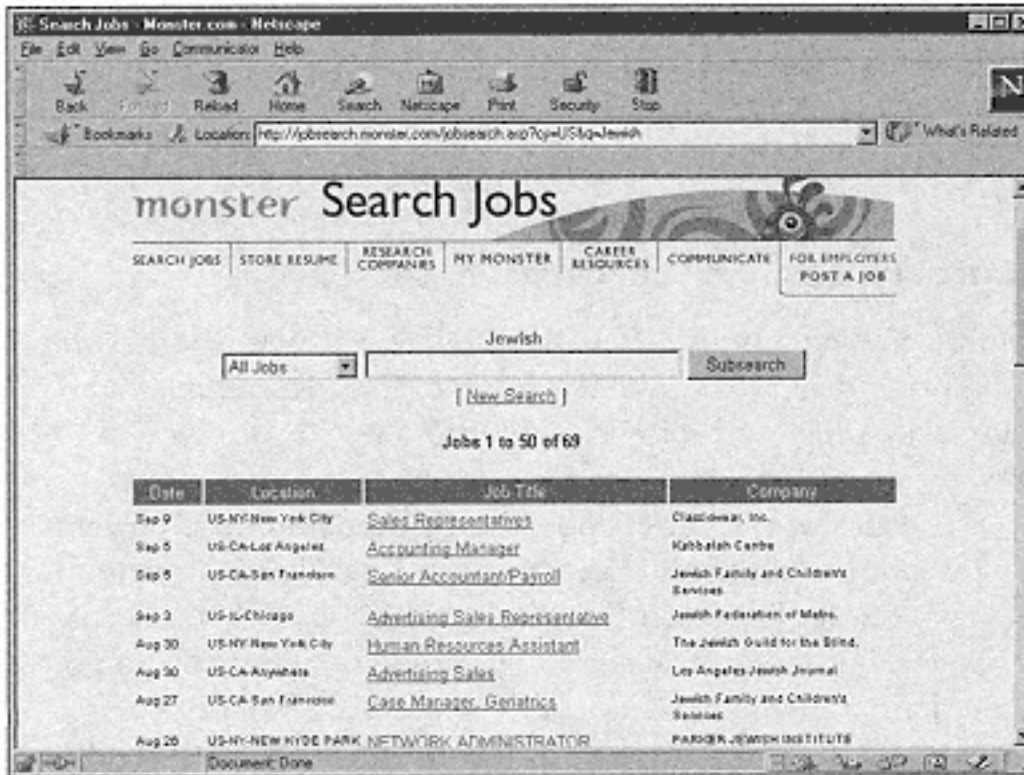 Search Jobs - Monster.com - Netscape
File Edit View Go Communicator Help
Back Forward Reload Home Search Netscape Print Security Stop
N
Bookmarks Location: http://jobsearch.monster.com/jobsearch.asp?cy=US&q=Jewish What's Related
monster Search Jobs
SEARCH JOBS STORE RESUME RESEARCH COMPANIES MY MONSTER CAREER RESOURCES COMMUNICATE FOR EMPLOYERS
POST A JOB
Jewish
All Jobs Subsearch
[ New Search ]
Jobs 1 to 50 of 69
Date Location Job Title Company
Sep 9 US-NY-New York City Sales Representatives Inc.
Sep 5 US-CA-Los Angeles Accounting Manager Kabbalah Centre
Sep 5 US-CA-San Francisco Senior Accountant/Payroll Jewish Family and Children's
Services
Sep 3 US-IL-Chicago Advertising Sales Representative Jewish Federation of Metro.
Aug 30 US-NY-New York City Human Resources Assistant The Jewish Guild for the Blind.
Aug 30 US-CA-Anywhere Advertising Sales Los Angeles Jewish Journal
Aug 27 US-CA-San Francisco Case Manager, Geriatrics Jewish Family and Children's
Services
Aug 26 US-NY-NEW HYDE PARK NETWORK ADMINISTRATOR PARKER JEWISH INSTITUTE
Document: Done